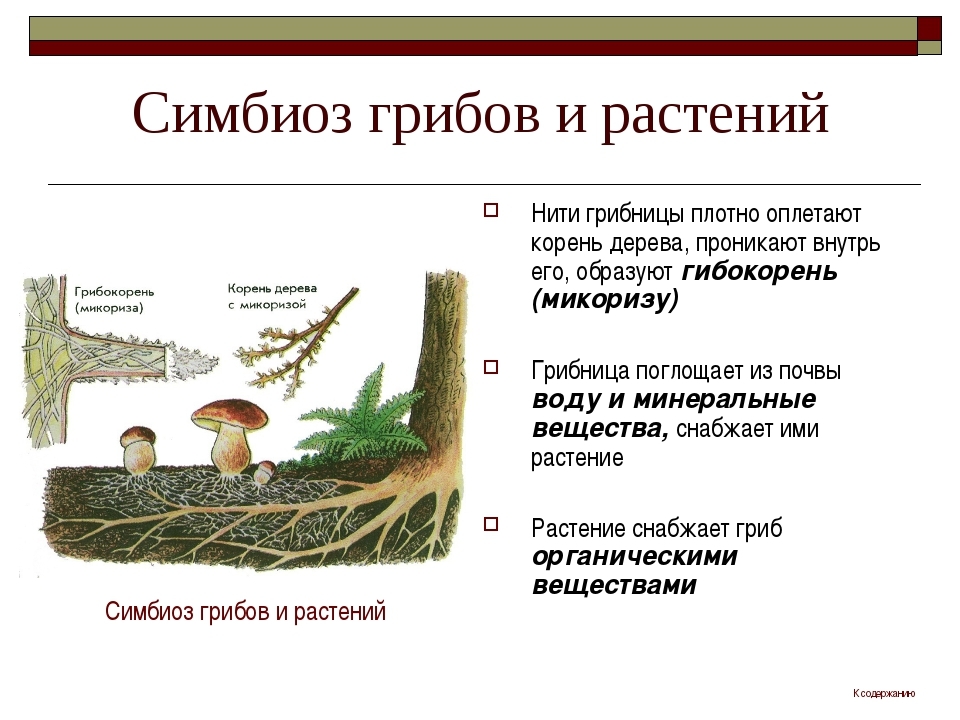 Симбиоз грибов и растений
Нити грибницы плотно оплетают
корень дерева, проникают внутрь
его, образуют гибокорень
(микоризу)
Грибница поглощает из почвы
воду и минеральные
вещества, снабжает ими
растение
Растение снабжает гриб
органическими
веществами
Грибокорень
(микориза)
Корень дерева
с микоризой
Симбиоз грибов и растений
К содержанию